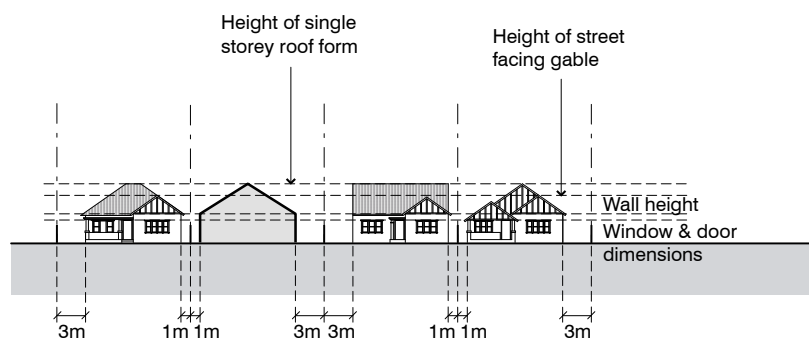 Height of single
storey roof form
Height of street
facing gable
Wall height
Window & door
dimensions
3m 1m 1m 3m 3m 1m 1m 3m